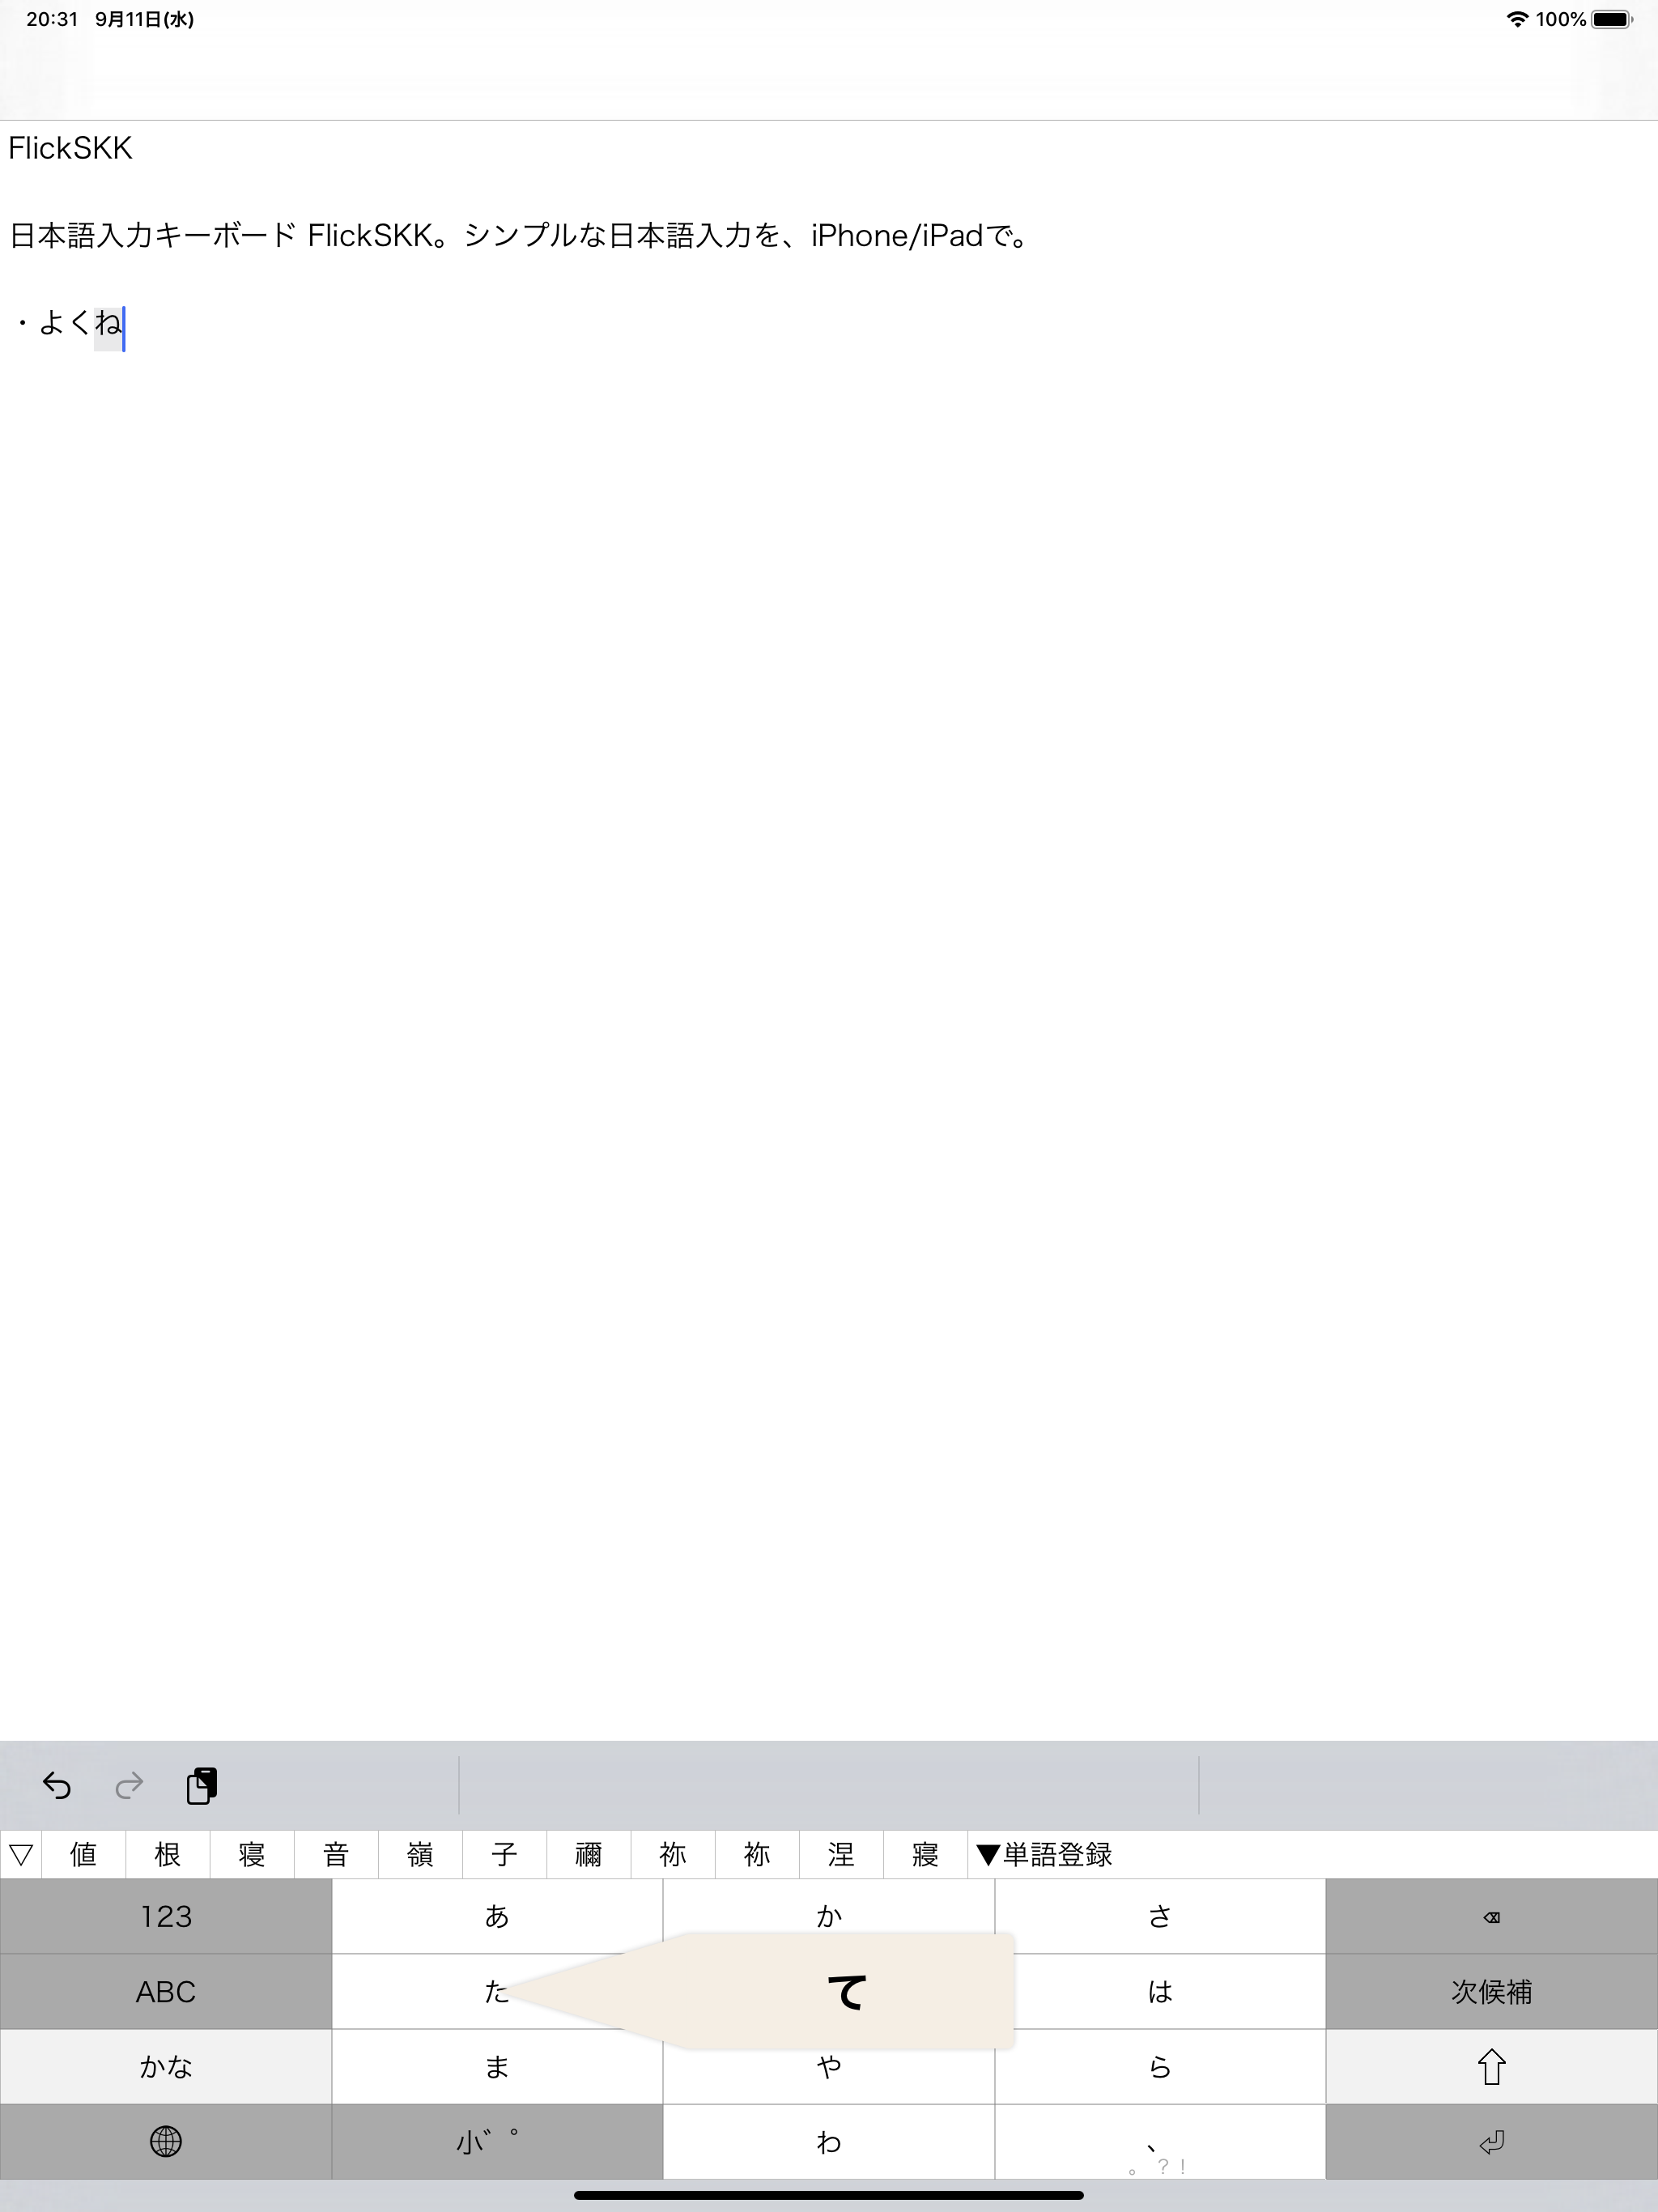 20:31 9月11日(水) 100%
FlickSKK
日本語入力キーボード FlickSKK。シンプルな日本語入力を、iPhone/iPadで。
・よくね
▽ 値 根 寝 音 嶺 子 禰 祢 袮 涅 寢 ▼単語登録
123 あ か さ
ABC た て は 次候補
かな ま や ら
小゛゜ わ 、
。？！